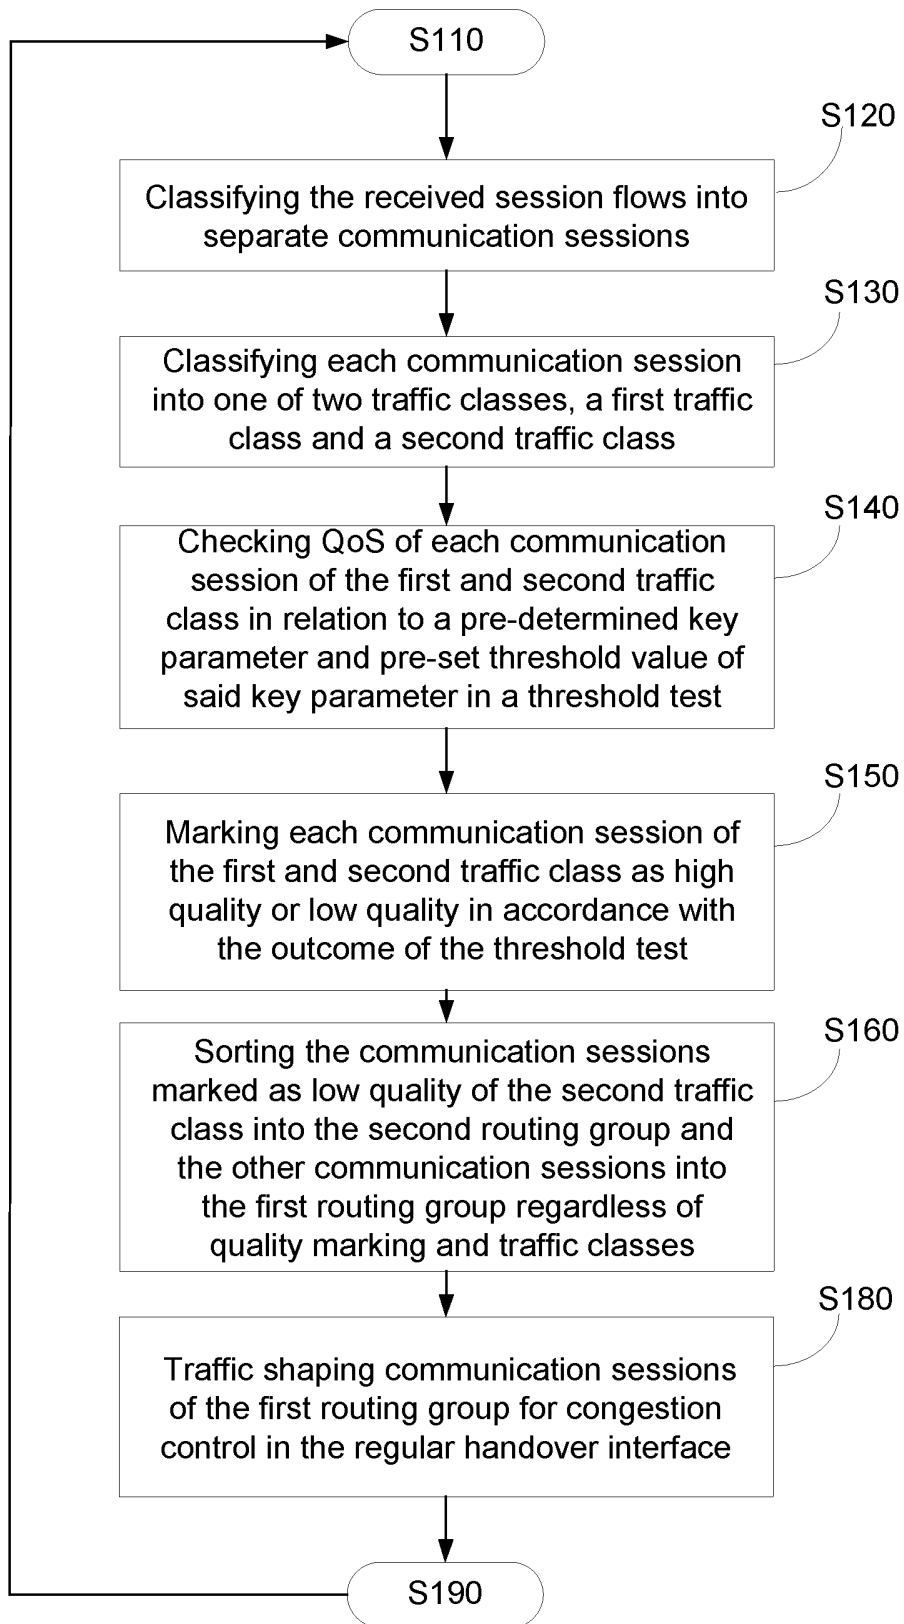 S110
S120
Classifying the received session flows into
separate communication sessions
S130
Classifying each communication session
into one of two traffic classes, a first traffic
class and a second traffic class
S140
Checking QoS of each communication
session of the first and second traffic
class in relation to a pre-determined key
parameter and pre-set threshold value of
said key parameter in a threshold test
S150
Marking each communication session of
the first and second traffic class as high
quality or low quality in accordance with
the outcome of the threshold test
S160
Sorting the communication sessions
marked as low quality of the second traffic
class into the second routing group and
the other communication sessions into
the first routing group regardless of
quality marking and traffic classes
S180
Traffic shaping communication sessions
of the first routing group for congestion
control in the regular handover interface
S190